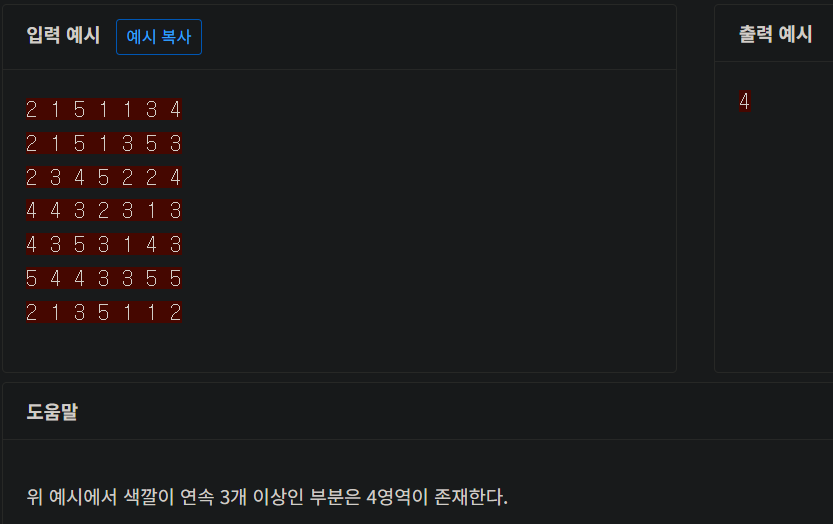 입력 예시 예시 복사
2 1 5 1 1 3 4
2 1 5 1 3 5 3
2 3 4 5 2 2 4
4 4 3 2 3 1 3
4 3 5 3 1 4 3
5 4 4 3 3 5 5
2 1 3 5 1 1 2
출력 예시
4
도움말
위 예시에서 색깔이 연속 3개 이상인 부분은 4영역이 존재한다.